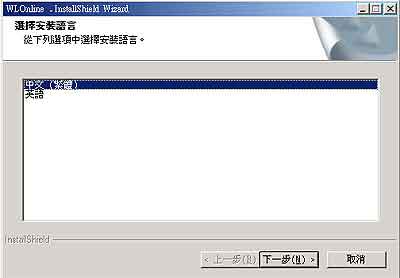 WLOnline .InstallShield Wizard
選擇安裝語言
從下列選項中選擇安裝語言。
中文 (繁體)
英語
InstallShield
< 上一步(B) 下一步(N) > 取消